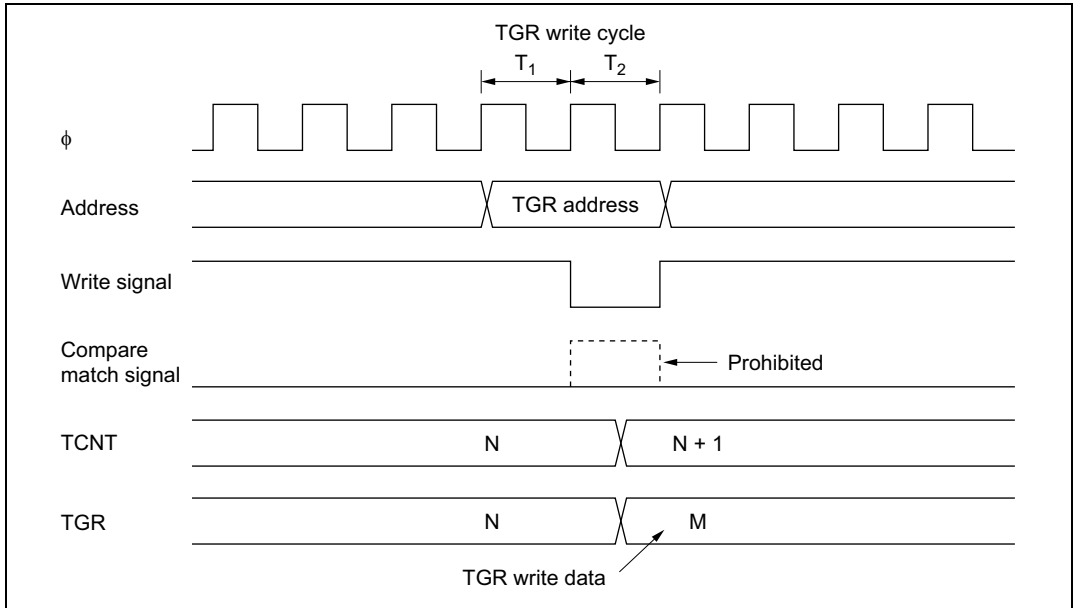 TGR write cycle
T1 T2
ϕ
Address TGR address
Write signal
Compare
match signal Prohibited
TCNT N N + 1
TGR N M
TGR write data